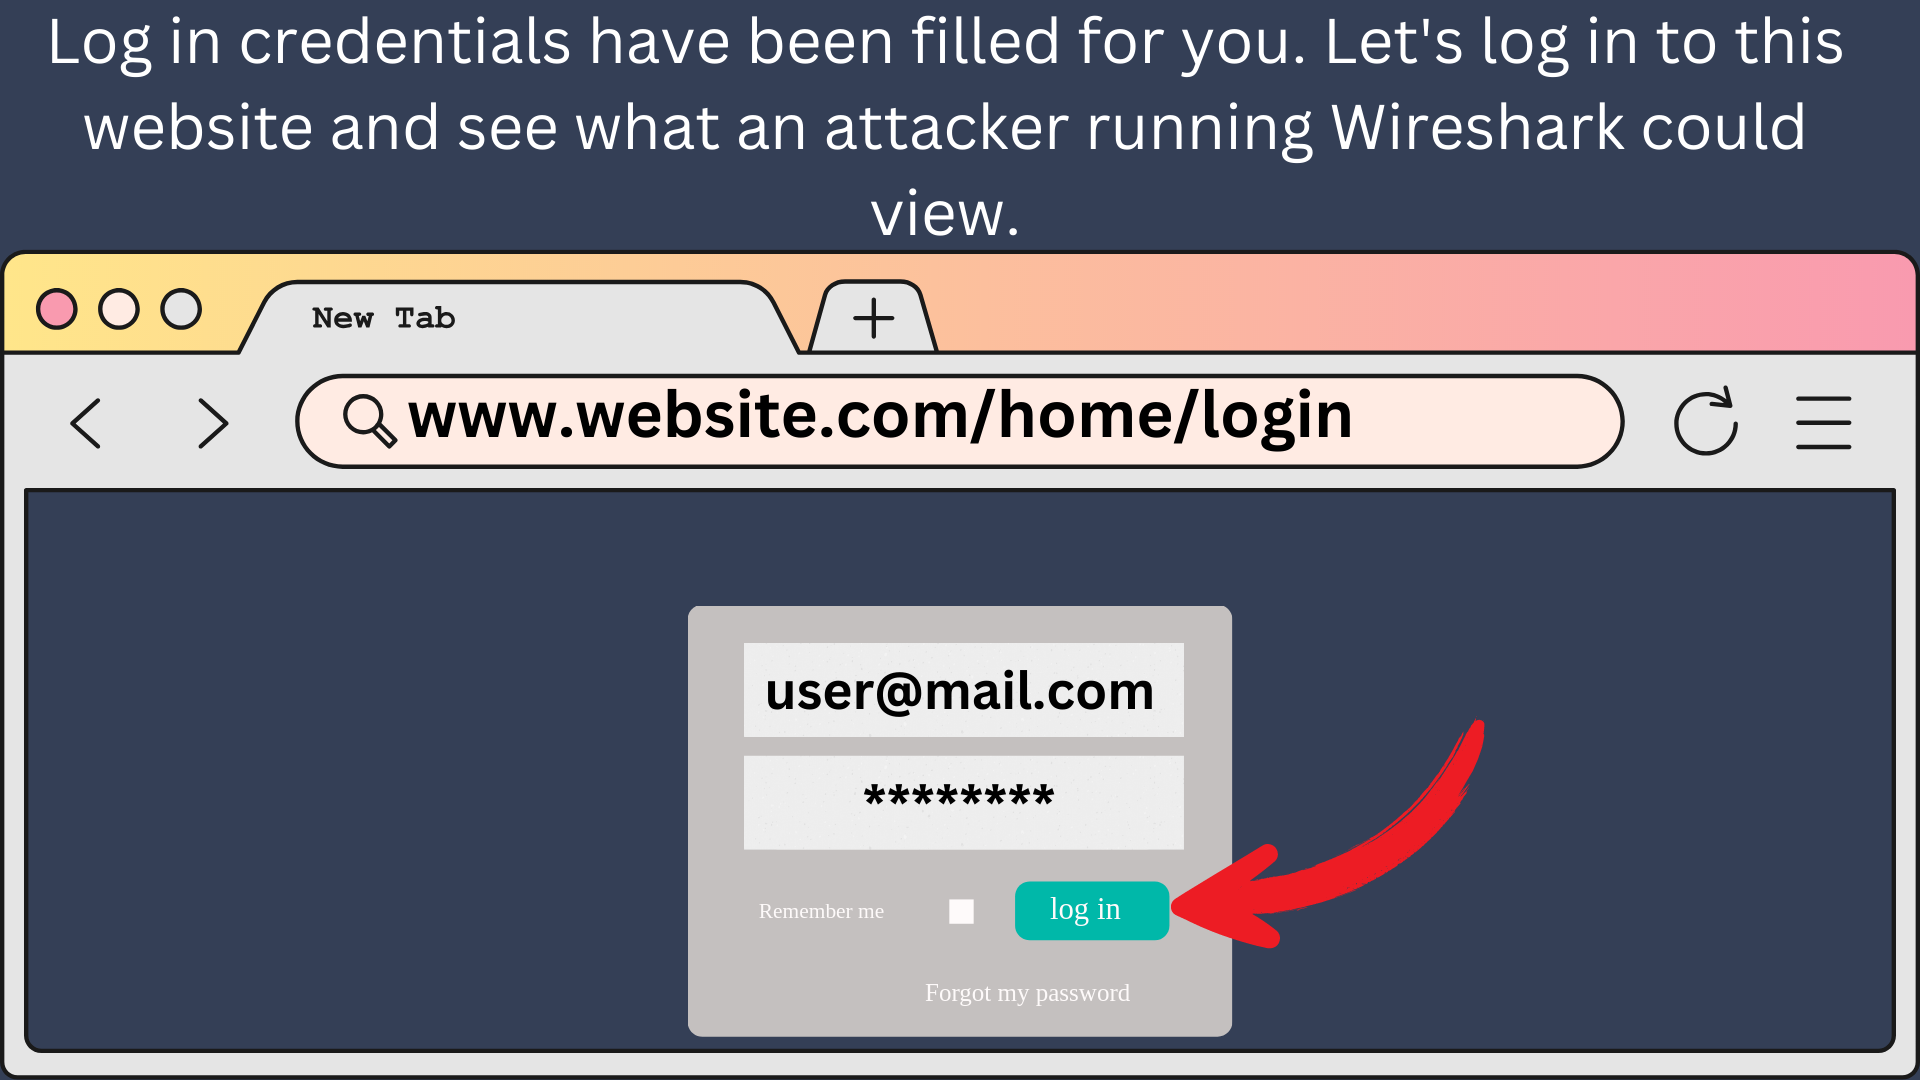 Log in credentials have been filled for you. Let's log in to this
website and see what an attacker running Wireshark could
view.
New Tab
www.website.com/home/login
user@mail.com
********
Remember me
log in
Forgot my password